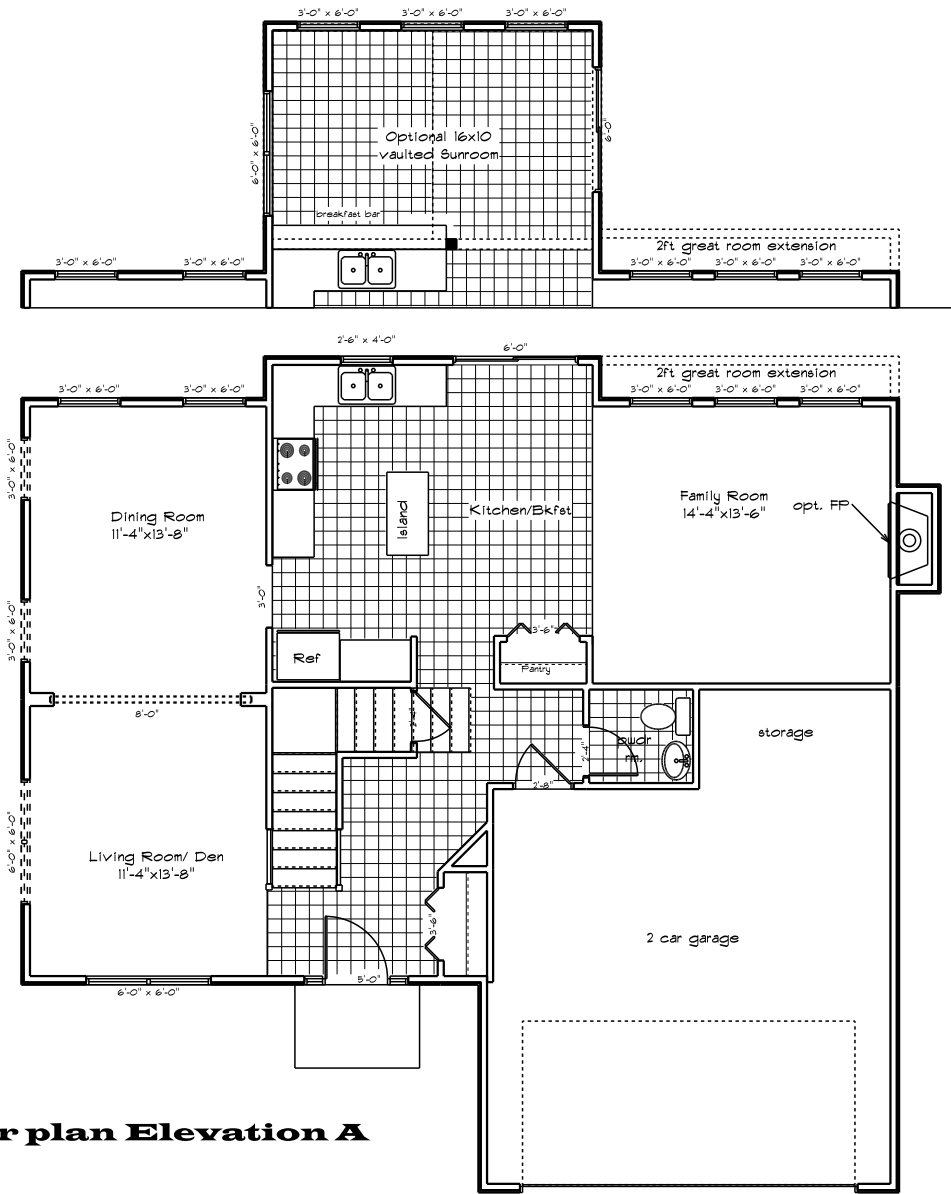 3'-0" x 6'-0" 3'-0" x 6'-0" 3'-0" x 6'-0"
6'-0" x 6'-0"
6'-0"
Optional 16x10
vaulted Sunroom
breakfast bar
2ft great room extension
3'-0" x 6'-0" 3'-0" x 6'-0" 3'-0" x 6'-0" 3'-0" x 6'-0" 3'-0" x 6'-0"
2'-6" x 4'-0" 6'-0"
2ft great room extension
3'-0" x 6'-0" 3'-0" x 6'-0" 3'-0" x 6'-0" 3'-0" x 6'-0" 3'-0" x 6'-0"
3'-0" x 6'-0"
Dining Room
11'-4"x13'-8"
Island
Kitchen/Bkfst
Family Room
14'-4"x13'-6"
opt. FP
3'-0"
3'-0" x 6'-0"
Ref
3'-6"
Pantry
8'-0"
2'-4"
2'-4"
pwdr
rm.
storage
2'-8"
6'-0" x 6'-0"
Living Room/ Den
11'-4"x13'-8"
3'-6"
2 car garage
5'-0"
6'-0" x 6'-0"
r plan Elevation A